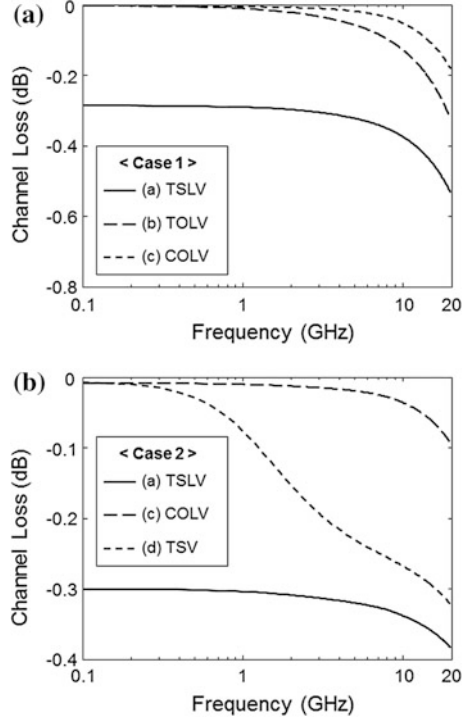 (a)
0
-0.2
-0.4
-0.6
-0.8
Channel Loss (dB)
< Case 1 >
(a) TSLV
(b) TOLV
(c) COLV
0.1 1 10 20
Frequency (GHz)
(b)
0
-0.1
-0.2
-0.3
-0.4
Channel Loss (dB)
< Case 2 >
(a) TSLV
(c) COLV
(d) TSV
0.1 1 10 20
Frequency (GHz)